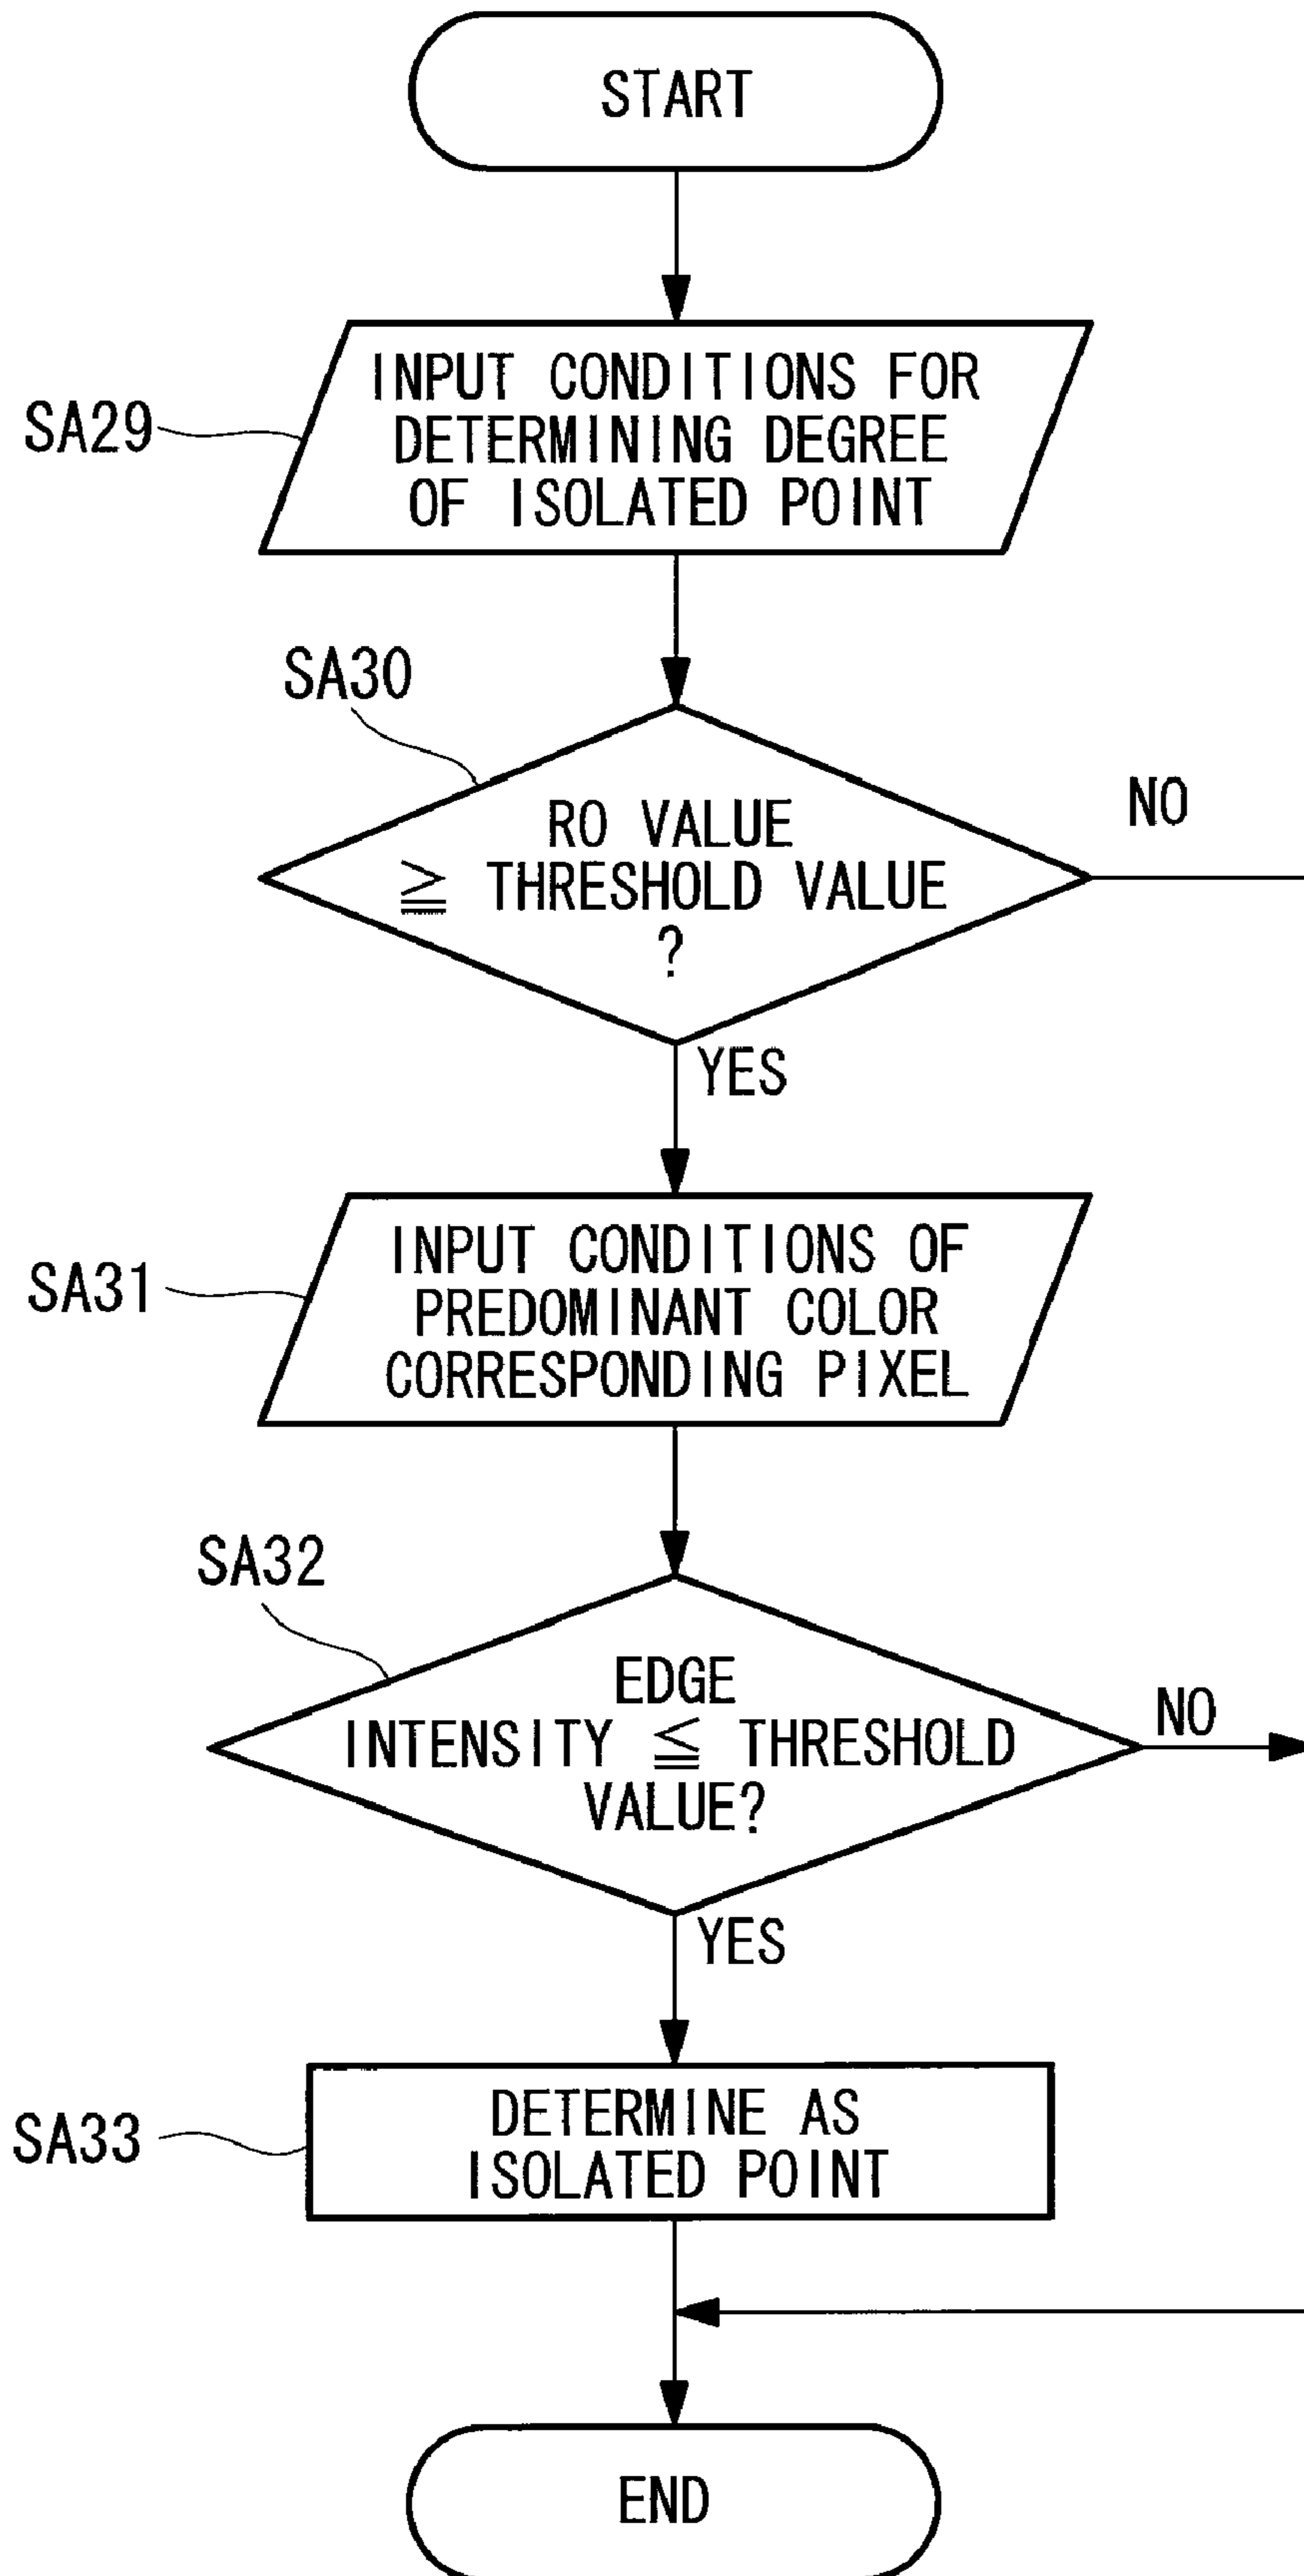 START
INPUT CONDITIONS FOR
DETERMINING DEGREE
OF ISOLATED POINT
SA29
SA30
RO VALUE
≧ THRESHOLD VALUE
?
NO
YES
INPUT CONDITIONS OF
PREDOMINANT COLOR
CORRESPONDING PIXEL
SA31
SA32
EDGE
INTENSITY ≦ THRESHOLD
VALUE?
NO
YES
DETERMINE AS
ISOLATED POINT
SA33
END